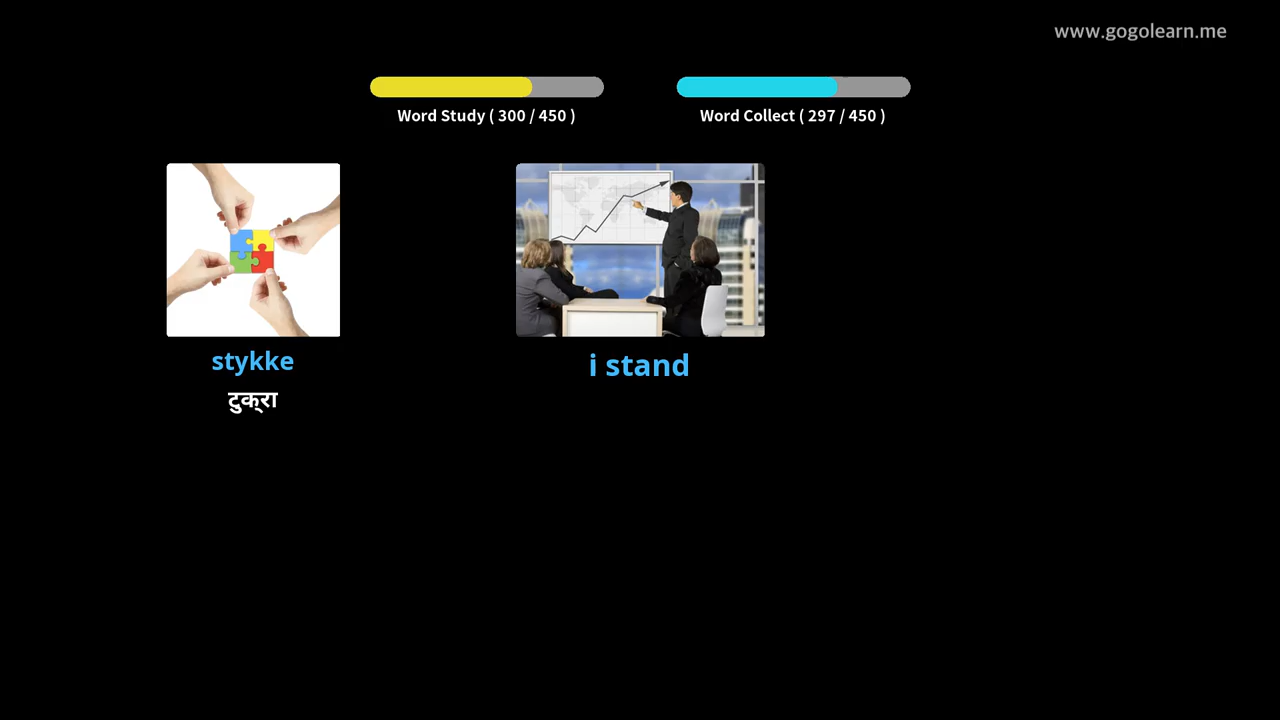 www.gogolearn.me
Word Study ( 300 / 450 )
Word Collect ( 297 / 450 )
stykke
टुक्रा
i stand